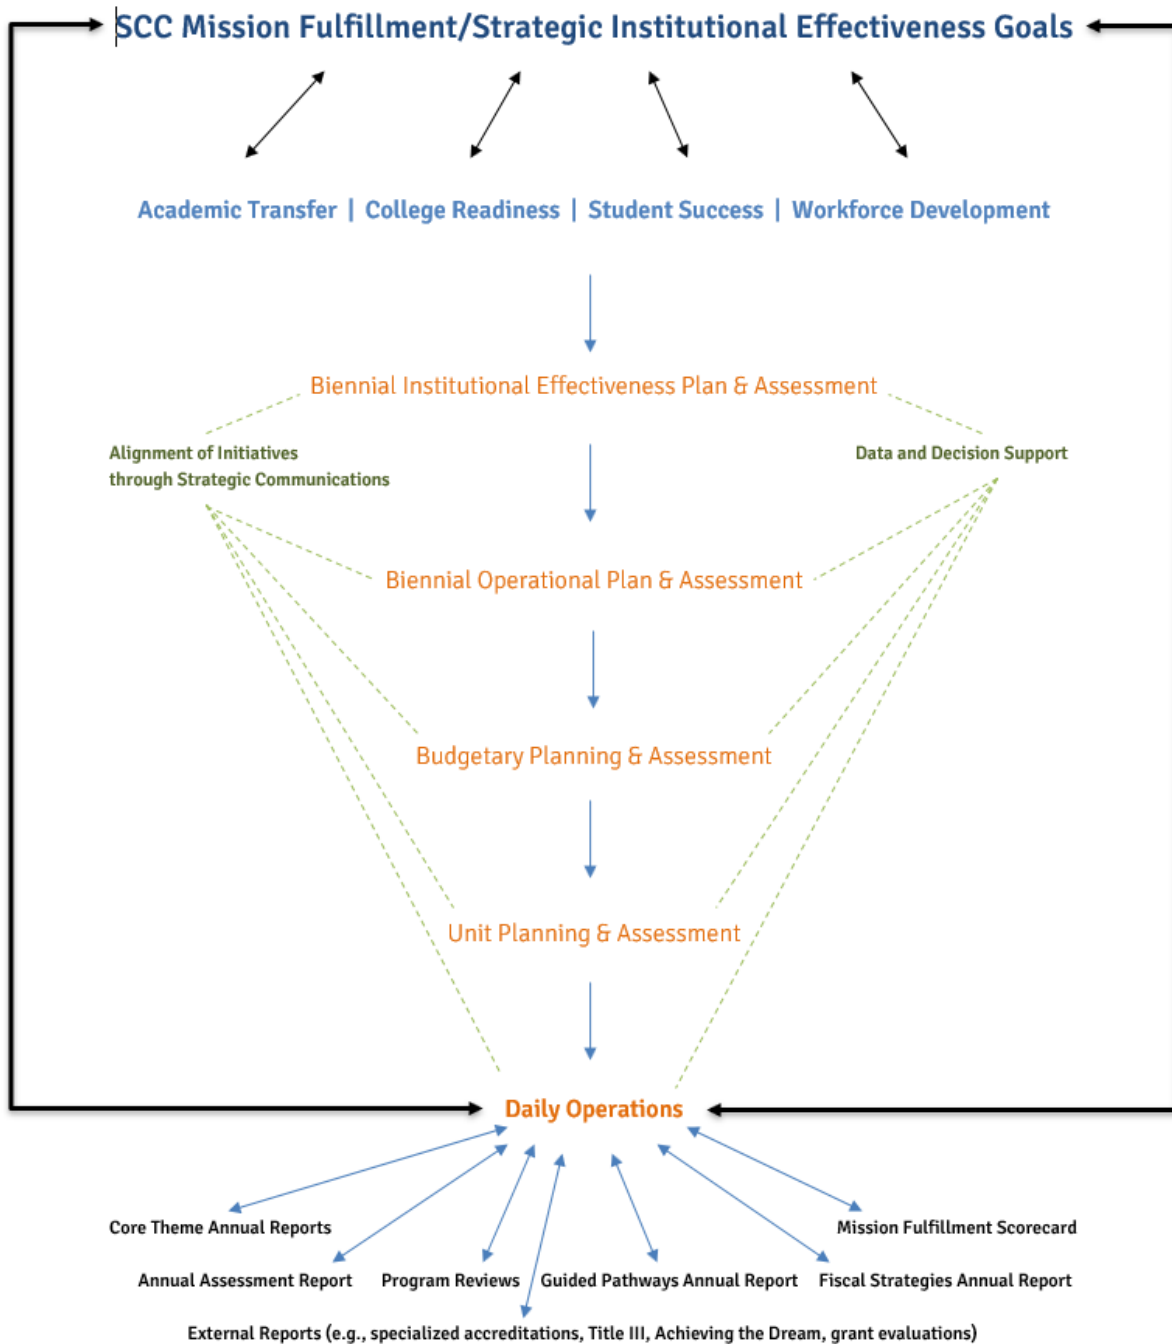 SCC Mission Fulfillment/Strategic Institutional Effectiveness Goals
Academic Transfer | College Readiness | Student Success | Workforce Development
Biennial Institutional Effectiveness Plan & Assessment
Alignment of Initiatives
through Strategic Communications
Data and Decision Support
Biennial Operational Plan & Assessment
Budgetary Planning & Assessment
Unit Planning & Assessment
Daily Operations
Core Theme Annual Reports
Mission Fulfillment Scorecard
Annual Assessment Report
Program Reviews
Guided Pathways Annual Report
Fiscal Strategies Annual Report
External Reports (e.g., specialized accreditations, Title III, Achieving the Dream, grant evaluations)